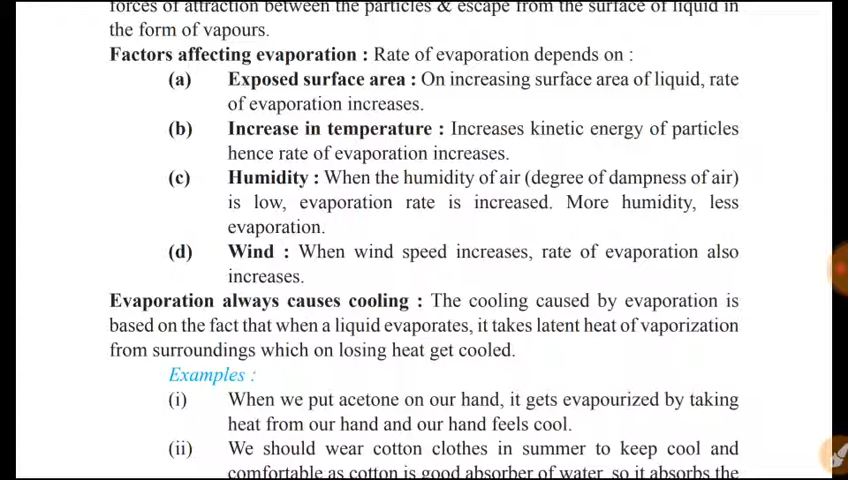 forces of attraction between the particles & escape from the surface of liquid in
the form of vapours.
Factors affecting evaporation : Rate of evaporation depends on :
(a) Exposed surface area : On increasing surface area of liquid, rate
of evaporation increases.
(b) Increase in temperature : Increases kinetic energy of particles
hence rate of evaporation increases.
(c) Humidity : When the humidity of air (degree of dampness of air)
is low, evaporation rate is increased. More humidity, less
evaporation.
(d) Wind : When wind speed increases, rate of evaporation also
increases.
Evaporation always causes cooling : The cooling caused by evaporation is
based on the fact that when a liquid evaporates, it takes latent heat of vaporization
from surroundings which on losing heat get cooled.
Examples :
(i) When we put acetone on our hand, it gets evapourized by taking
heat from our hand and our hand feels cool.
(ii) We should wear cotton clothes in summer to keep cool and
comfortable as cotton is good absorber of water, so it absorbs the